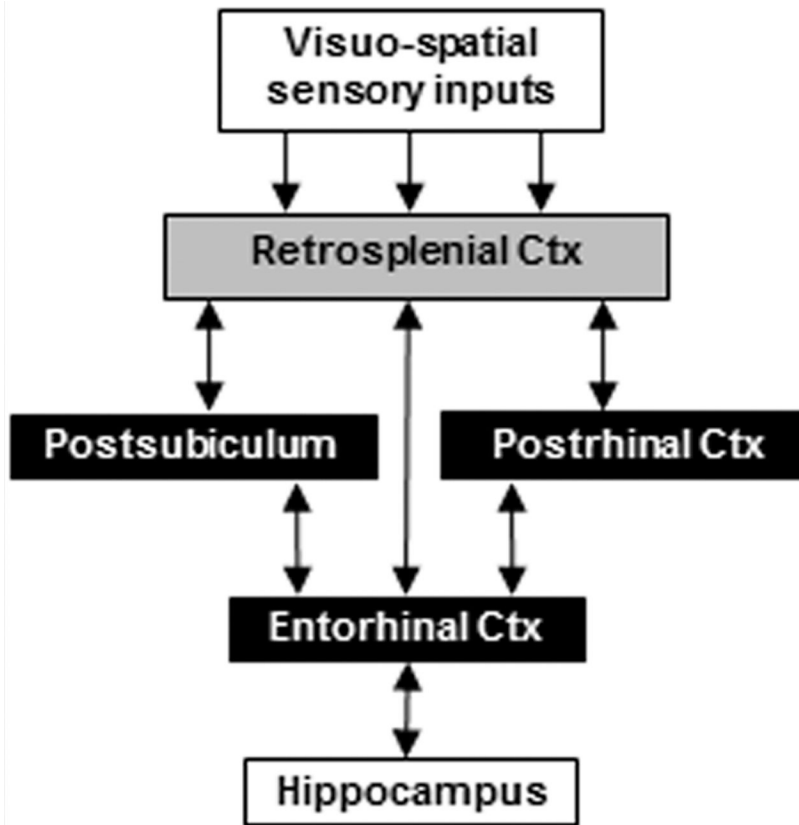 Visuo-spatial
sensory inputs
Retrosplenial Ctx
Postsubiculum
Postrhinal Ctx
Entorhinal Ctx
Hippocampus